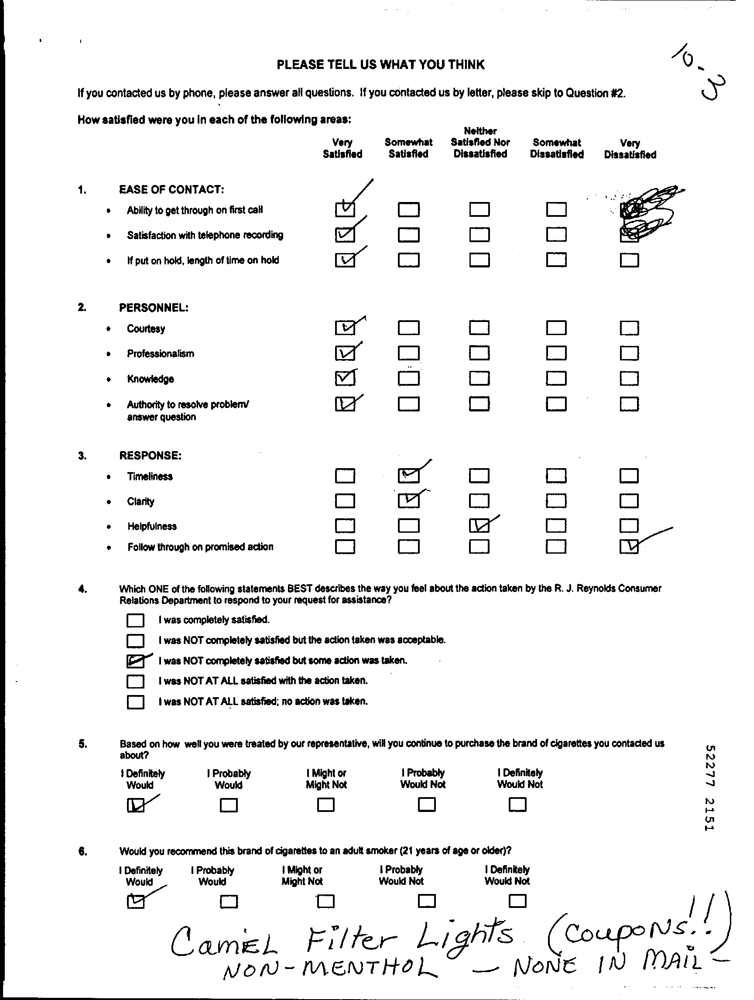 10-3
PLEASE TELL US WHAT YOU THINK
If you contacted us by phone, please answer all questions. If you contacted us by letter, please skip to Question #2.
How satisfied were you in each of the following areas:
Very Satisfied Somewhat Satisfied Neither Satisfied Nor Dissatisfied Somewhat Dissatisfied Very Dissatisfied
1. EASE OF CONTACT:
• Ability to get through on first call
• Satisfaction with telephone recording
• If put on hold, length of time on hold
2. PERSONNEL:
• Courtesy
• Professionalism
• Knowledge
• Authority to resolve problem/
answer question
3. RESPONSE:
• Timeliness
• Clarity
• Helpfulness
• Follow through on promised action
4. Which ONE of the following statements BEST describes the way you feel about the action taken by the R. J. Reynolds Consumer
Relations Department to respond to your request for assistance?
I was completely satisfied.
I was NOT completely satisfied but the action taken was acceptable.
I was NOT completely satisfied but some action was taken.
I was NOT AT ALL satisfied with the action taken.
I was NOT AT ALL satisfied; no action was taken.
5. Based on how well you were treated by our representative, will you continue to purchase the brand of cigarettes you contacted us
about?
I Definitely Would I Probably Would I Might or Might Not I Probably Would Not I Definitely Would Not
52277 2151
6. Would you recommend this brand of cigarettes to an adult smoker (21 years of age or older)?
I Definitely Would I Probably Would I Might or Might Not I Probably Would Not I Definitely Would Not
CamEL Filter Lights (CoupoNs!!)
NON-MENTHOL — NONE IN MAIL —